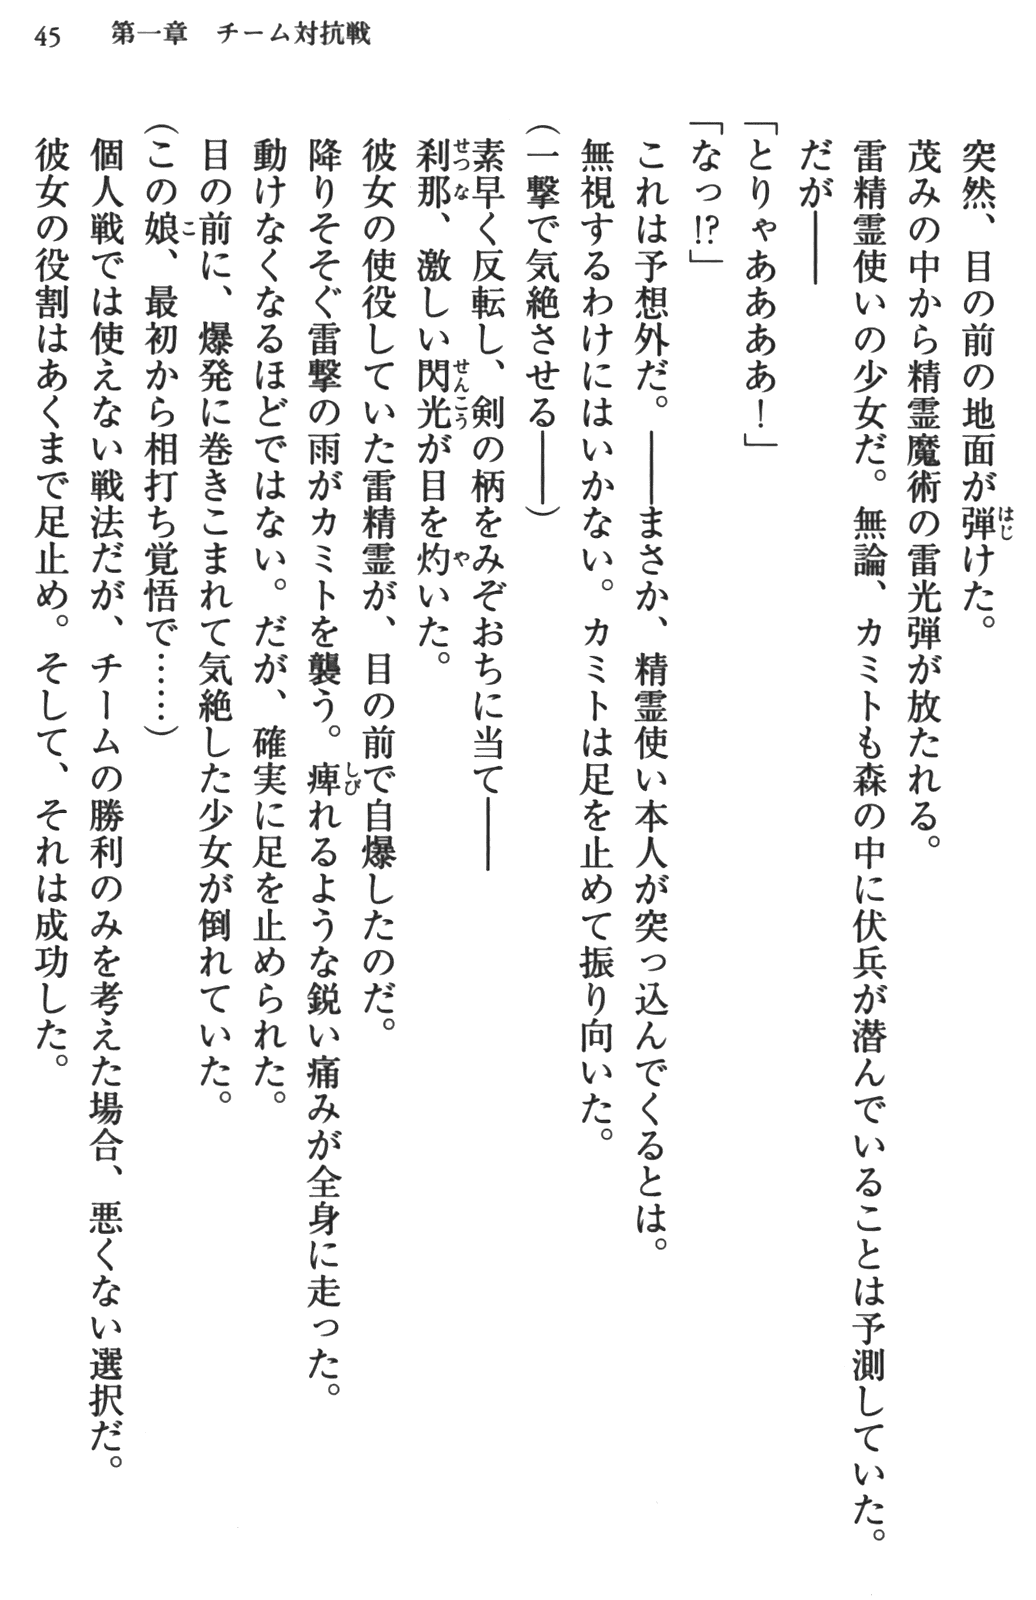 45　第一章　チーム対抗戦
突然、目の前の地面が弾けた。
茂みの中から精霊魔術の雷光弾が放たれる。
雷精霊使いの少女だ。無論、カミトも森の中に伏兵が潜んでいることは予測していた。
だが――
「とりゃあああああ！」
「なっ!?」
これは予想外だ。――まさか、精霊使い本人が突っ込んでくるとは。
無視するわけにはいかない。カミトは足を止めて振り向いた。
（一撃で気絶させる――）
素早く反転し、剣の柄をみぞおちに当て――
刹那、激しい閃光が目を灼いた。
彼女の使役していた雷精霊が、目の前で自爆したのだ。
降りそそぐ雷撃の雨がカミトを襲う。痺れるような鋭い痛みが全身に走った。
動けなくなるほどではない。だが、確実に足を止められた。
目の前に、爆発に巻きこまれて気絶した少女が倒れていた。
（この娘、最初から相打ち覚悟で……）
個人戦では使えない戦法だが、チームの勝利のみを考えた場合、悪くない選択だ。
彼女の役割はあくまで足止め。そして、それは成功した。